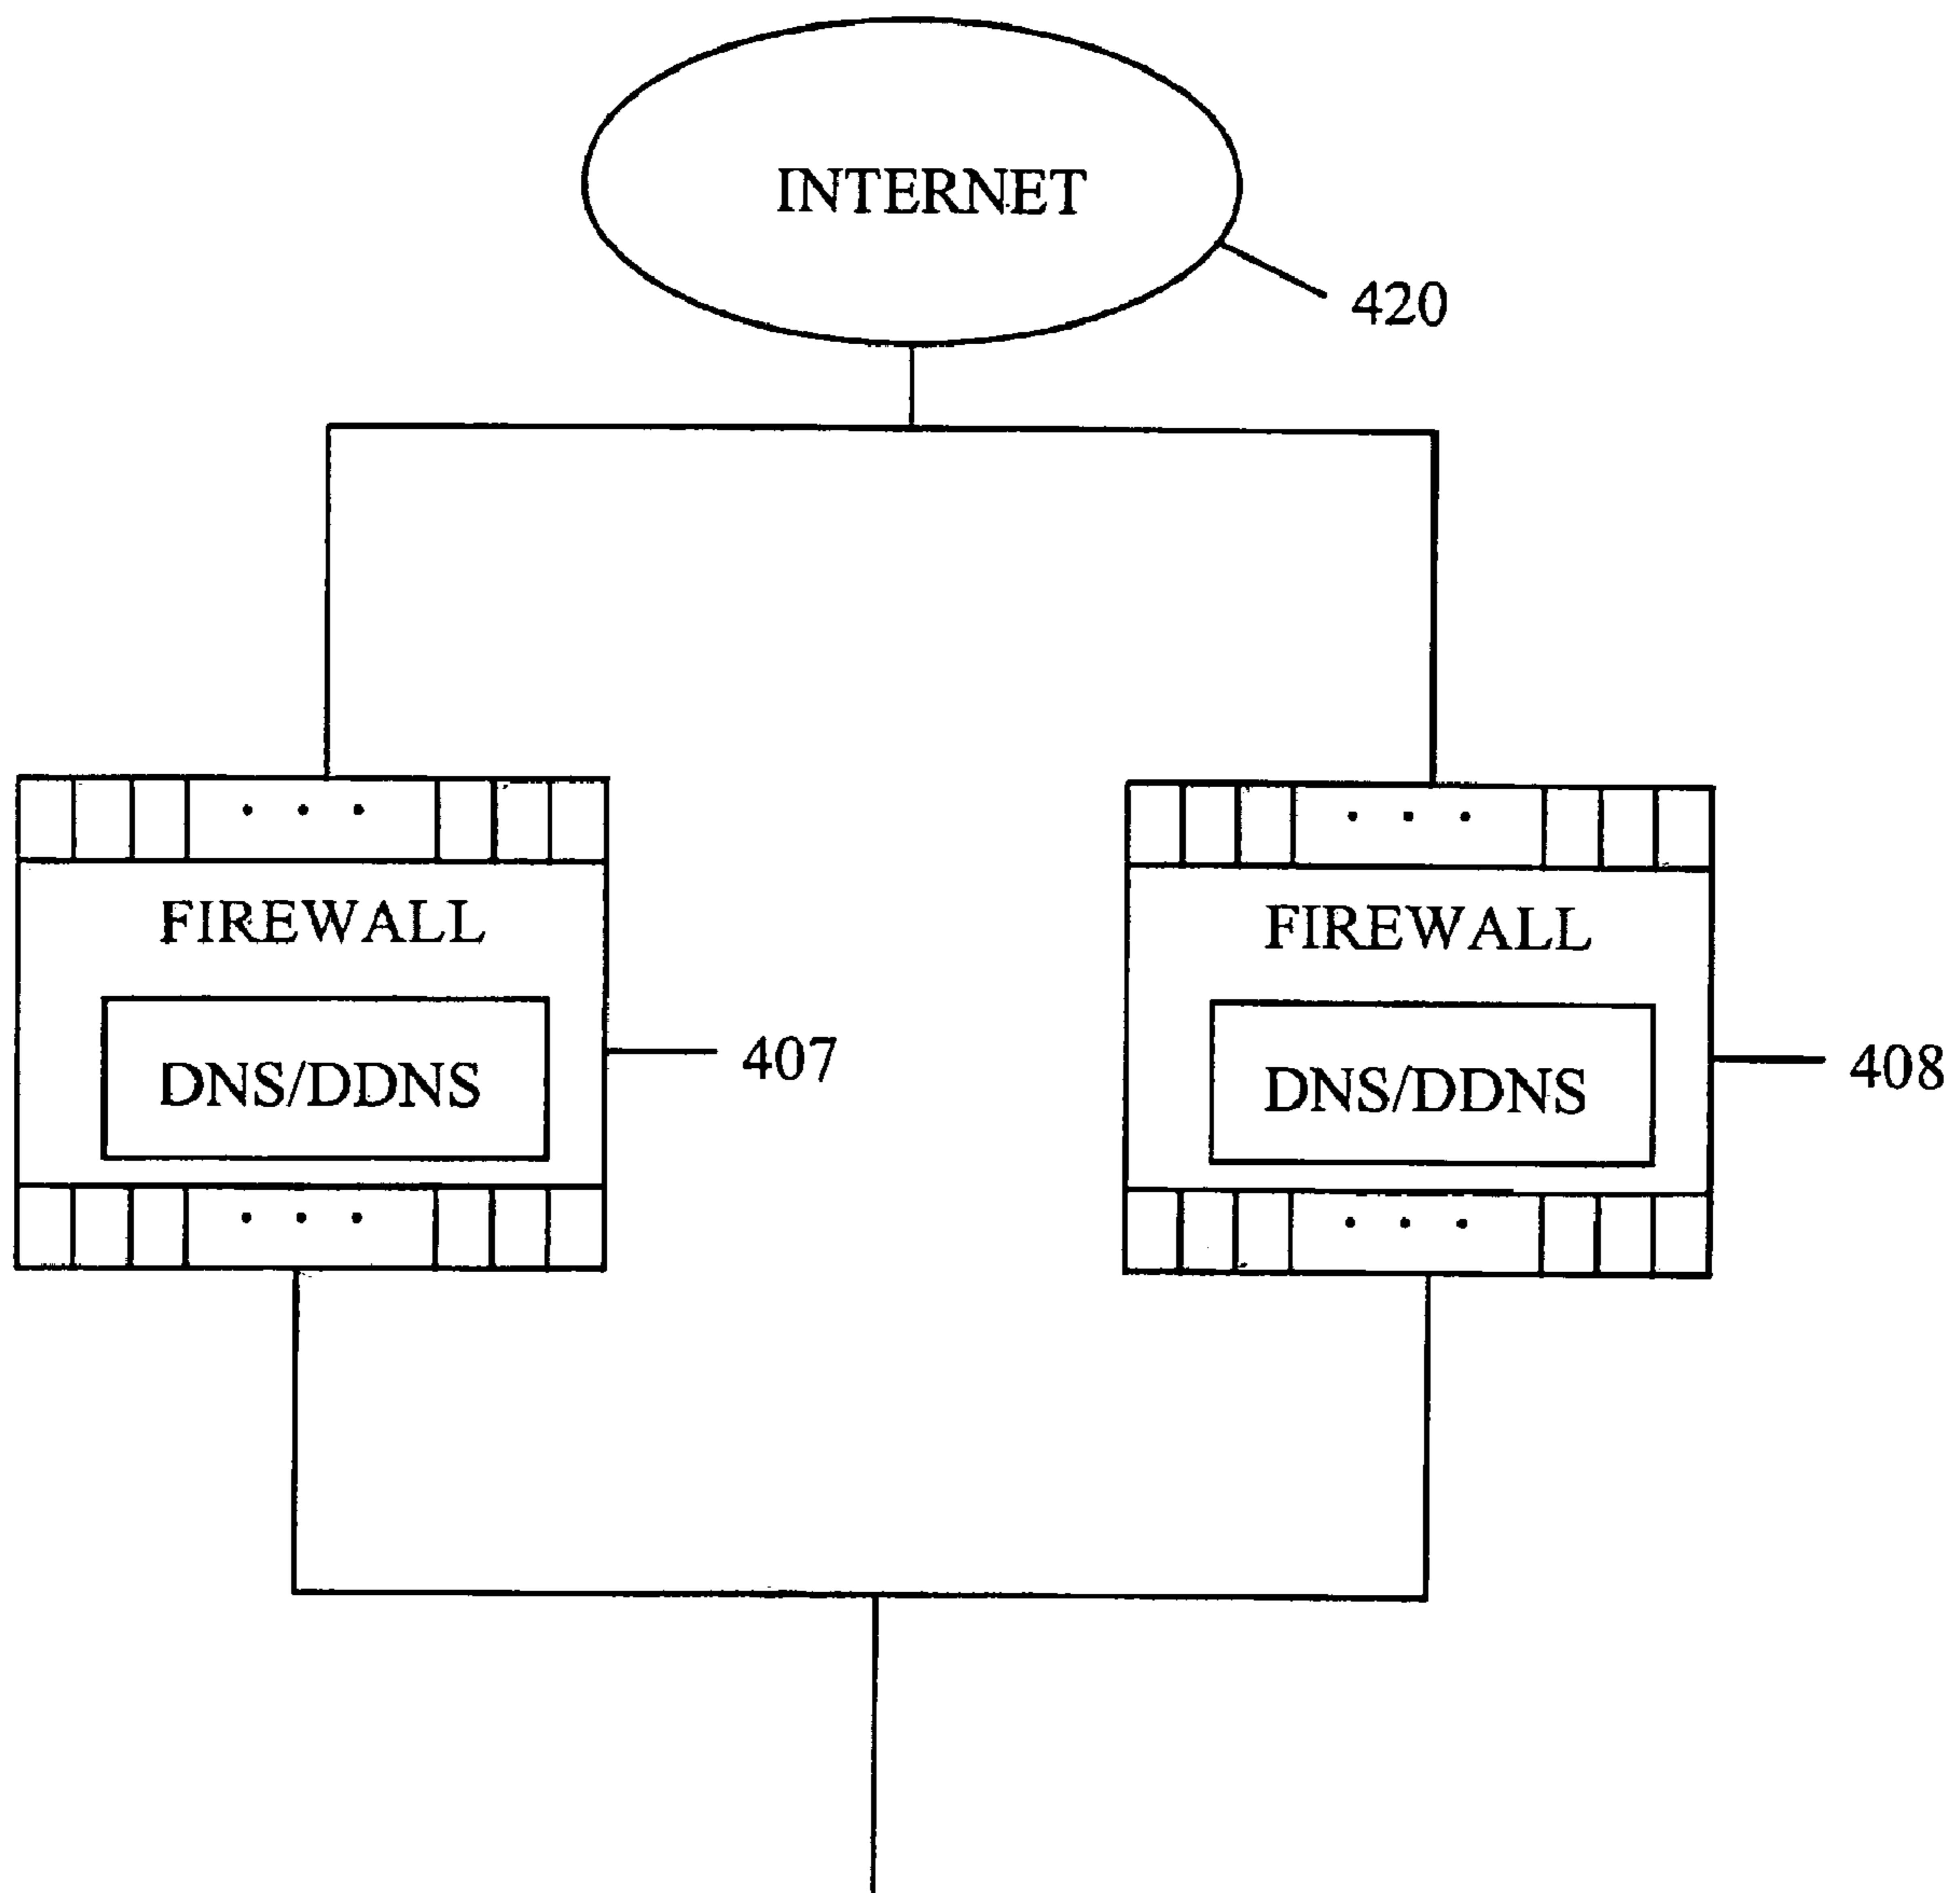 INTERNET
420
FIREWALL
DNS/DDNS
407
FIREWALL
DNS/DDNS
408